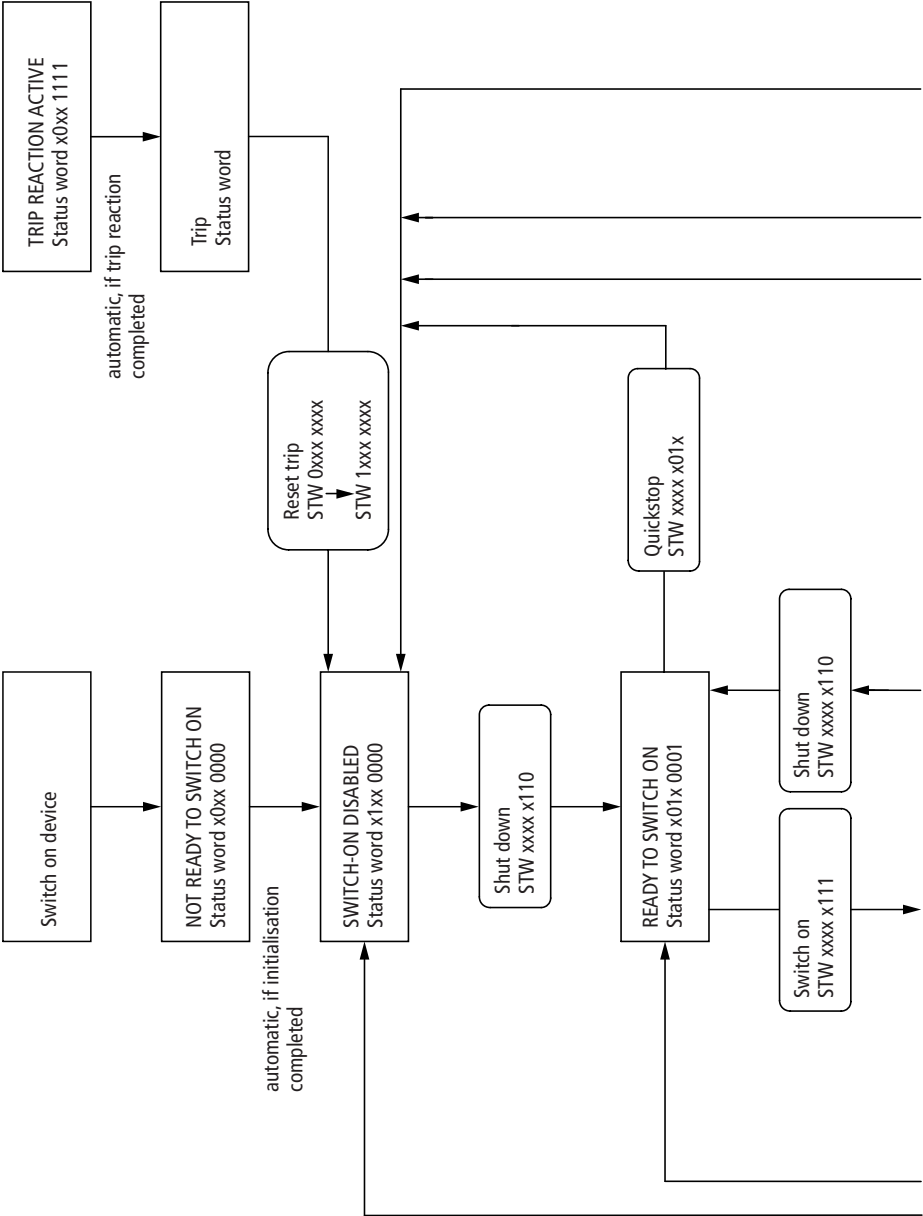 Switch on device
NOT READY TO SWITCH ON
Status word x0xx 0000
automatic, if initialisation
completed
SWITCH-ON DISABLED
Status word x1xx 0000
Shut down
STW xxxx x110
READY TO SWITCH ON
Status word x01x 0001
Switch on
STW xxxx x111
Shut down
STW xxxx x110
Quickstop
STW xxxx x01x
Reset trip
STW 0xxx xxxx
STW 1xxx xxxx
TRIP REACTION ACTIVE
Status word x0xx 1111
automatic, if trip reaction
completed
Trip
Status word